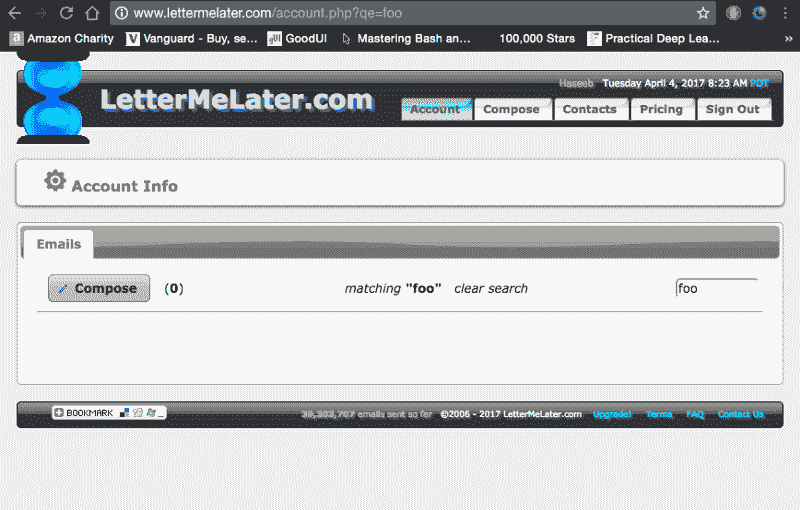 www.lettermelater.com/account.php?qe=foo
Amazon Charity Vanguard - Buy, se... GoodUI Mastering Bash an... 100,000 Stars Practical Deep Lea... »
Haseeb Tuesday April 4, 2017 8:23 AM PDT
LetterMeLater.com
Account Compose Contacts Pricing Sign Out
Account Info
Emails
Compose (0) matching "foo" clear search foo
BOOKMARK emails sent so far ©2006 - 2017 LetterMeLater.com Upgrade! Terms FAQ Contact Us